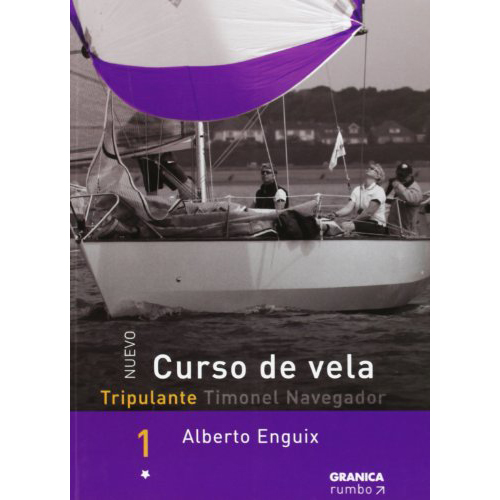 NUEVO
Curso de vela
Tripulante Timonel Navegador
1
Alberto Enguix
GRANICA
rumbo